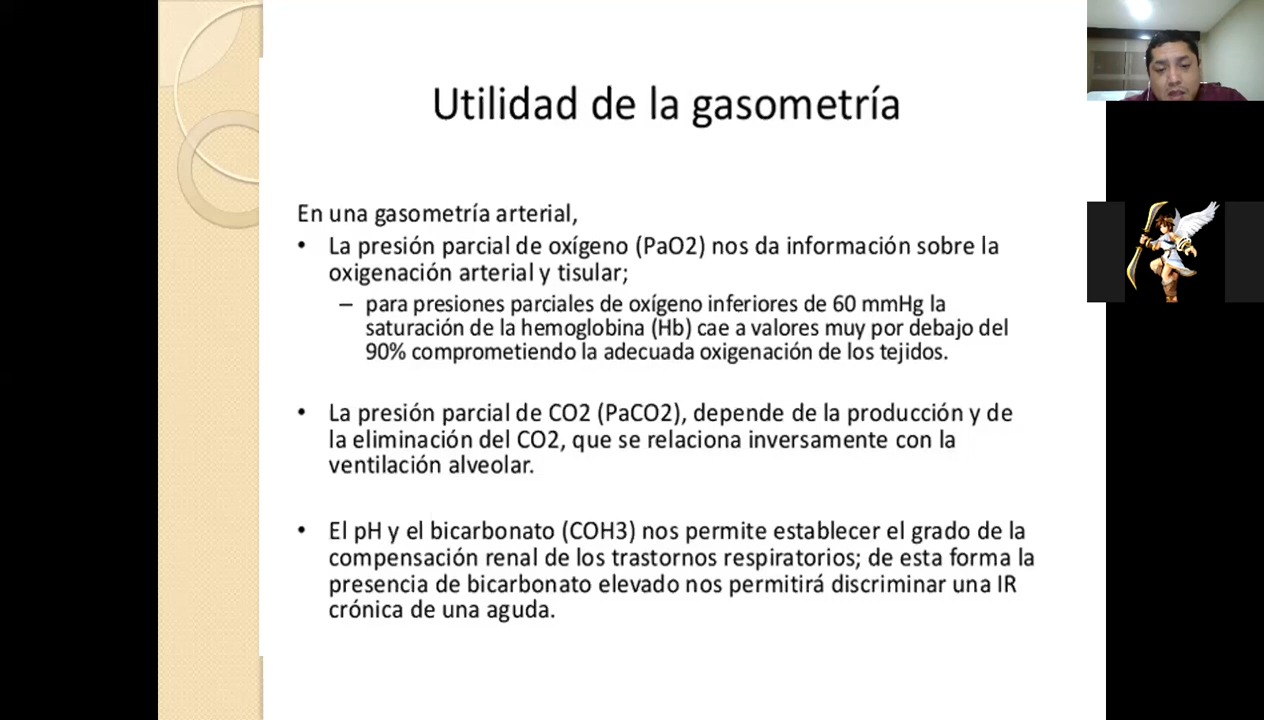 Utilidad de la gasometría
En una gasometría arterial,
• La presión parcial de oxígeno (PaO2) nos da información sobre la
oxigenación arterial y tisular;
– para presiones parciales de oxígeno inferiores de 60 mmHg la
saturación de la hemoglobina (Hb) cae a valores muy por debajo del
90% comprometiendo la adecuada oxigenación de los tejidos.
• La presión parcial de CO2 (PaCO2), depende de la producción y de
la eliminación del CO2, que se relaciona inversamente con la
ventilación alveolar.
• El pH y el bicarbonato (COH3) nos permite establecer el grado de la
compensación renal de los trastornos respiratorios; de esta forma la
presencia de bicarbonato elevado nos permitirá discriminar una IR
crónica de una aguda.